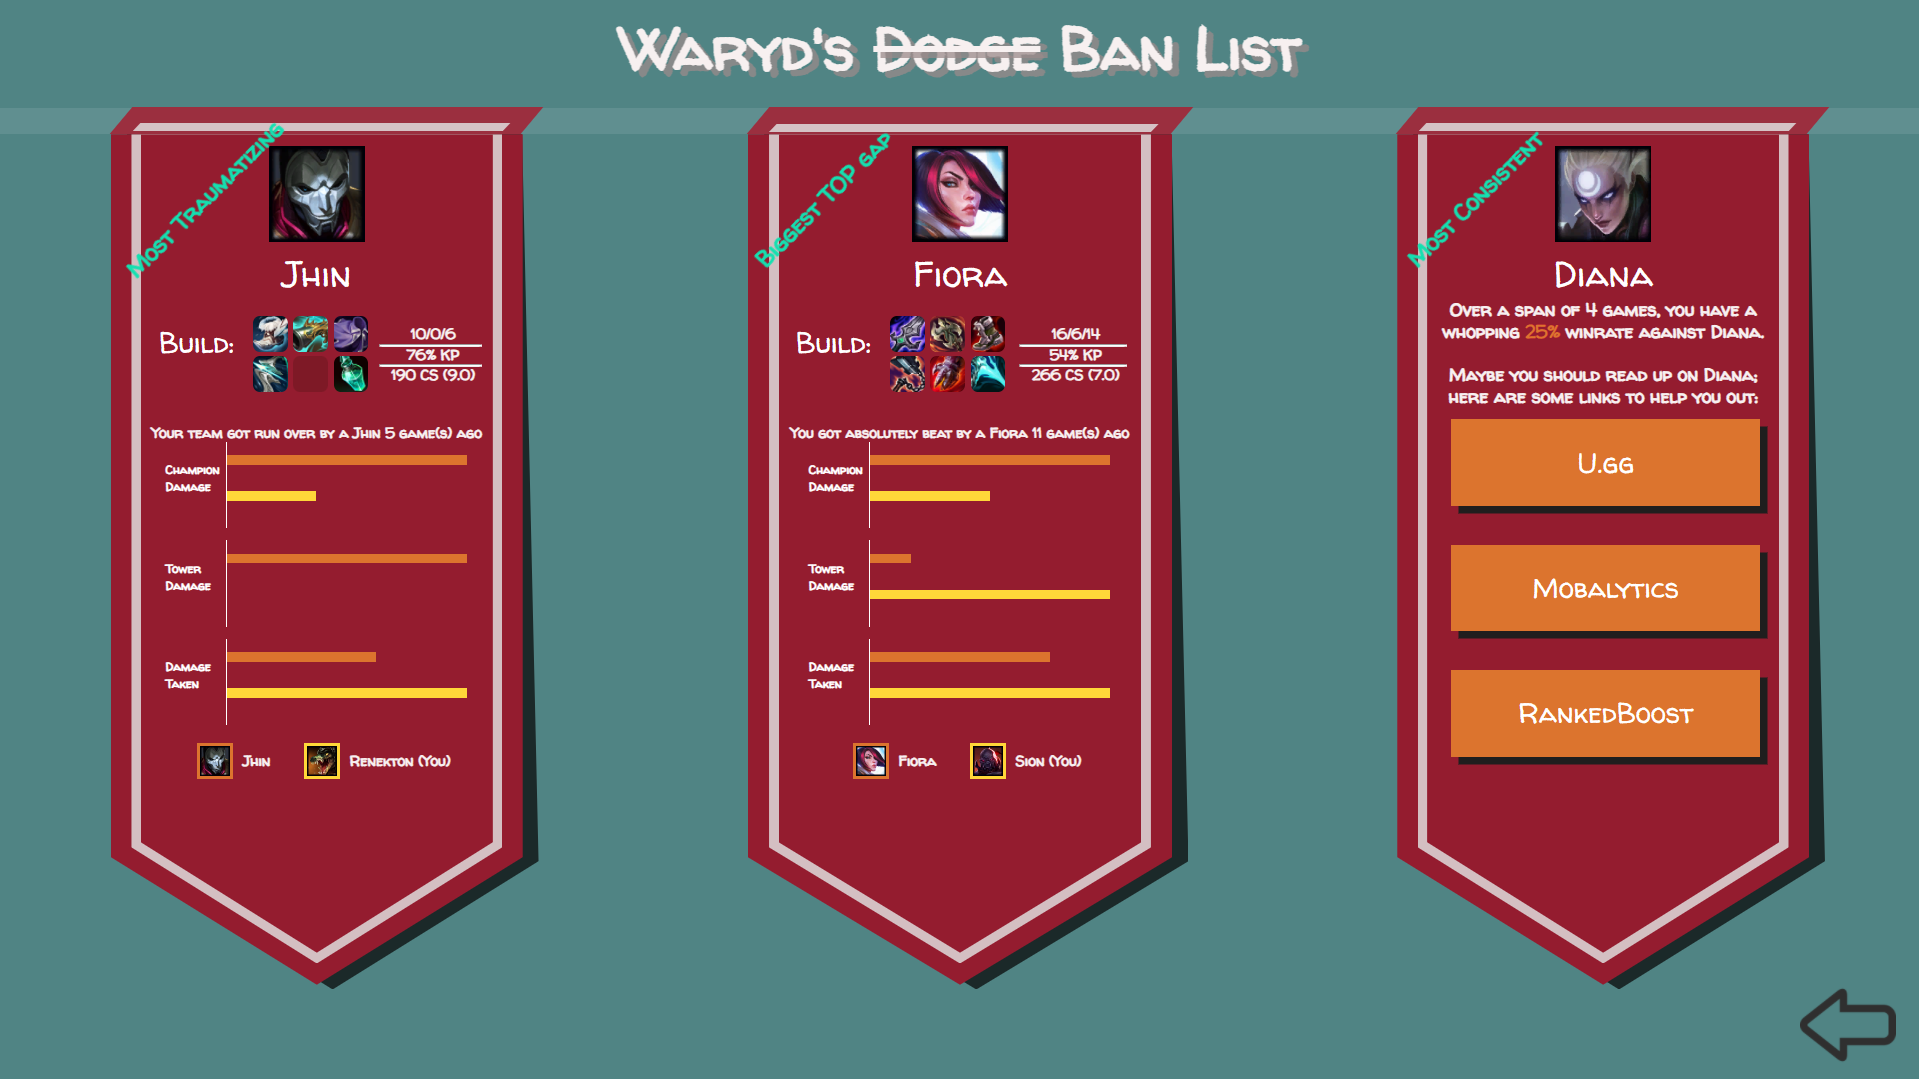 Waryd's Dodge Ban List
Most Traumatizing
Jhin
Build:
10/0/6
76% KP
190 CS (9.0)
Your team got run over by a Jhin 5 game(s) ago
Champion
Damage
Tower
Damage
Damage
Taken
Jhin
Renekton (You)
Biggest TOP gap
Fiora
Build:
16/6/14
54% KP
266 CS (7.0)
You got absolutely beat by a Fiora 11 game(s) ago
Champion
Damage
Tower
Damage
Damage
Taken
Fiora
Sion (You)
Most Consistent
Diana
Over a span of 4 games, you have a
whopping 25% winrate against Diana.
Maybe you should read up on Diana;
here are some links to help you out:
U.gg
Mobalytics
RankedBoost